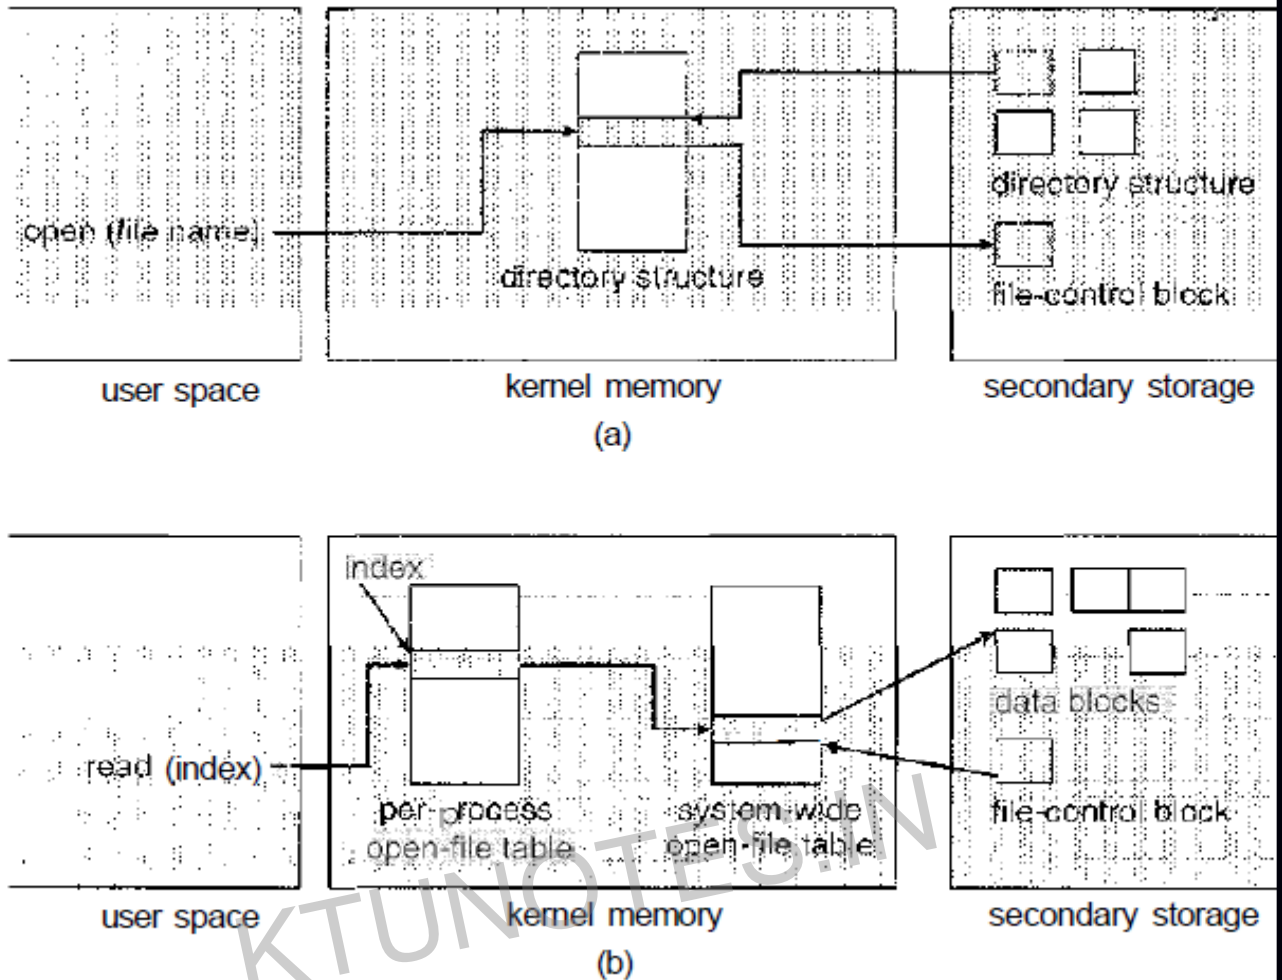 open (file name)
directory structure
directory structure
file-control block
user space
kernel memory
secondary storage
(a)
index
read (index)
per-process
open-file table
system-wide
open-file table
data blocks
file-control block
KTUNOTES.IN
user space
kernel memory
secondary storage
(b)